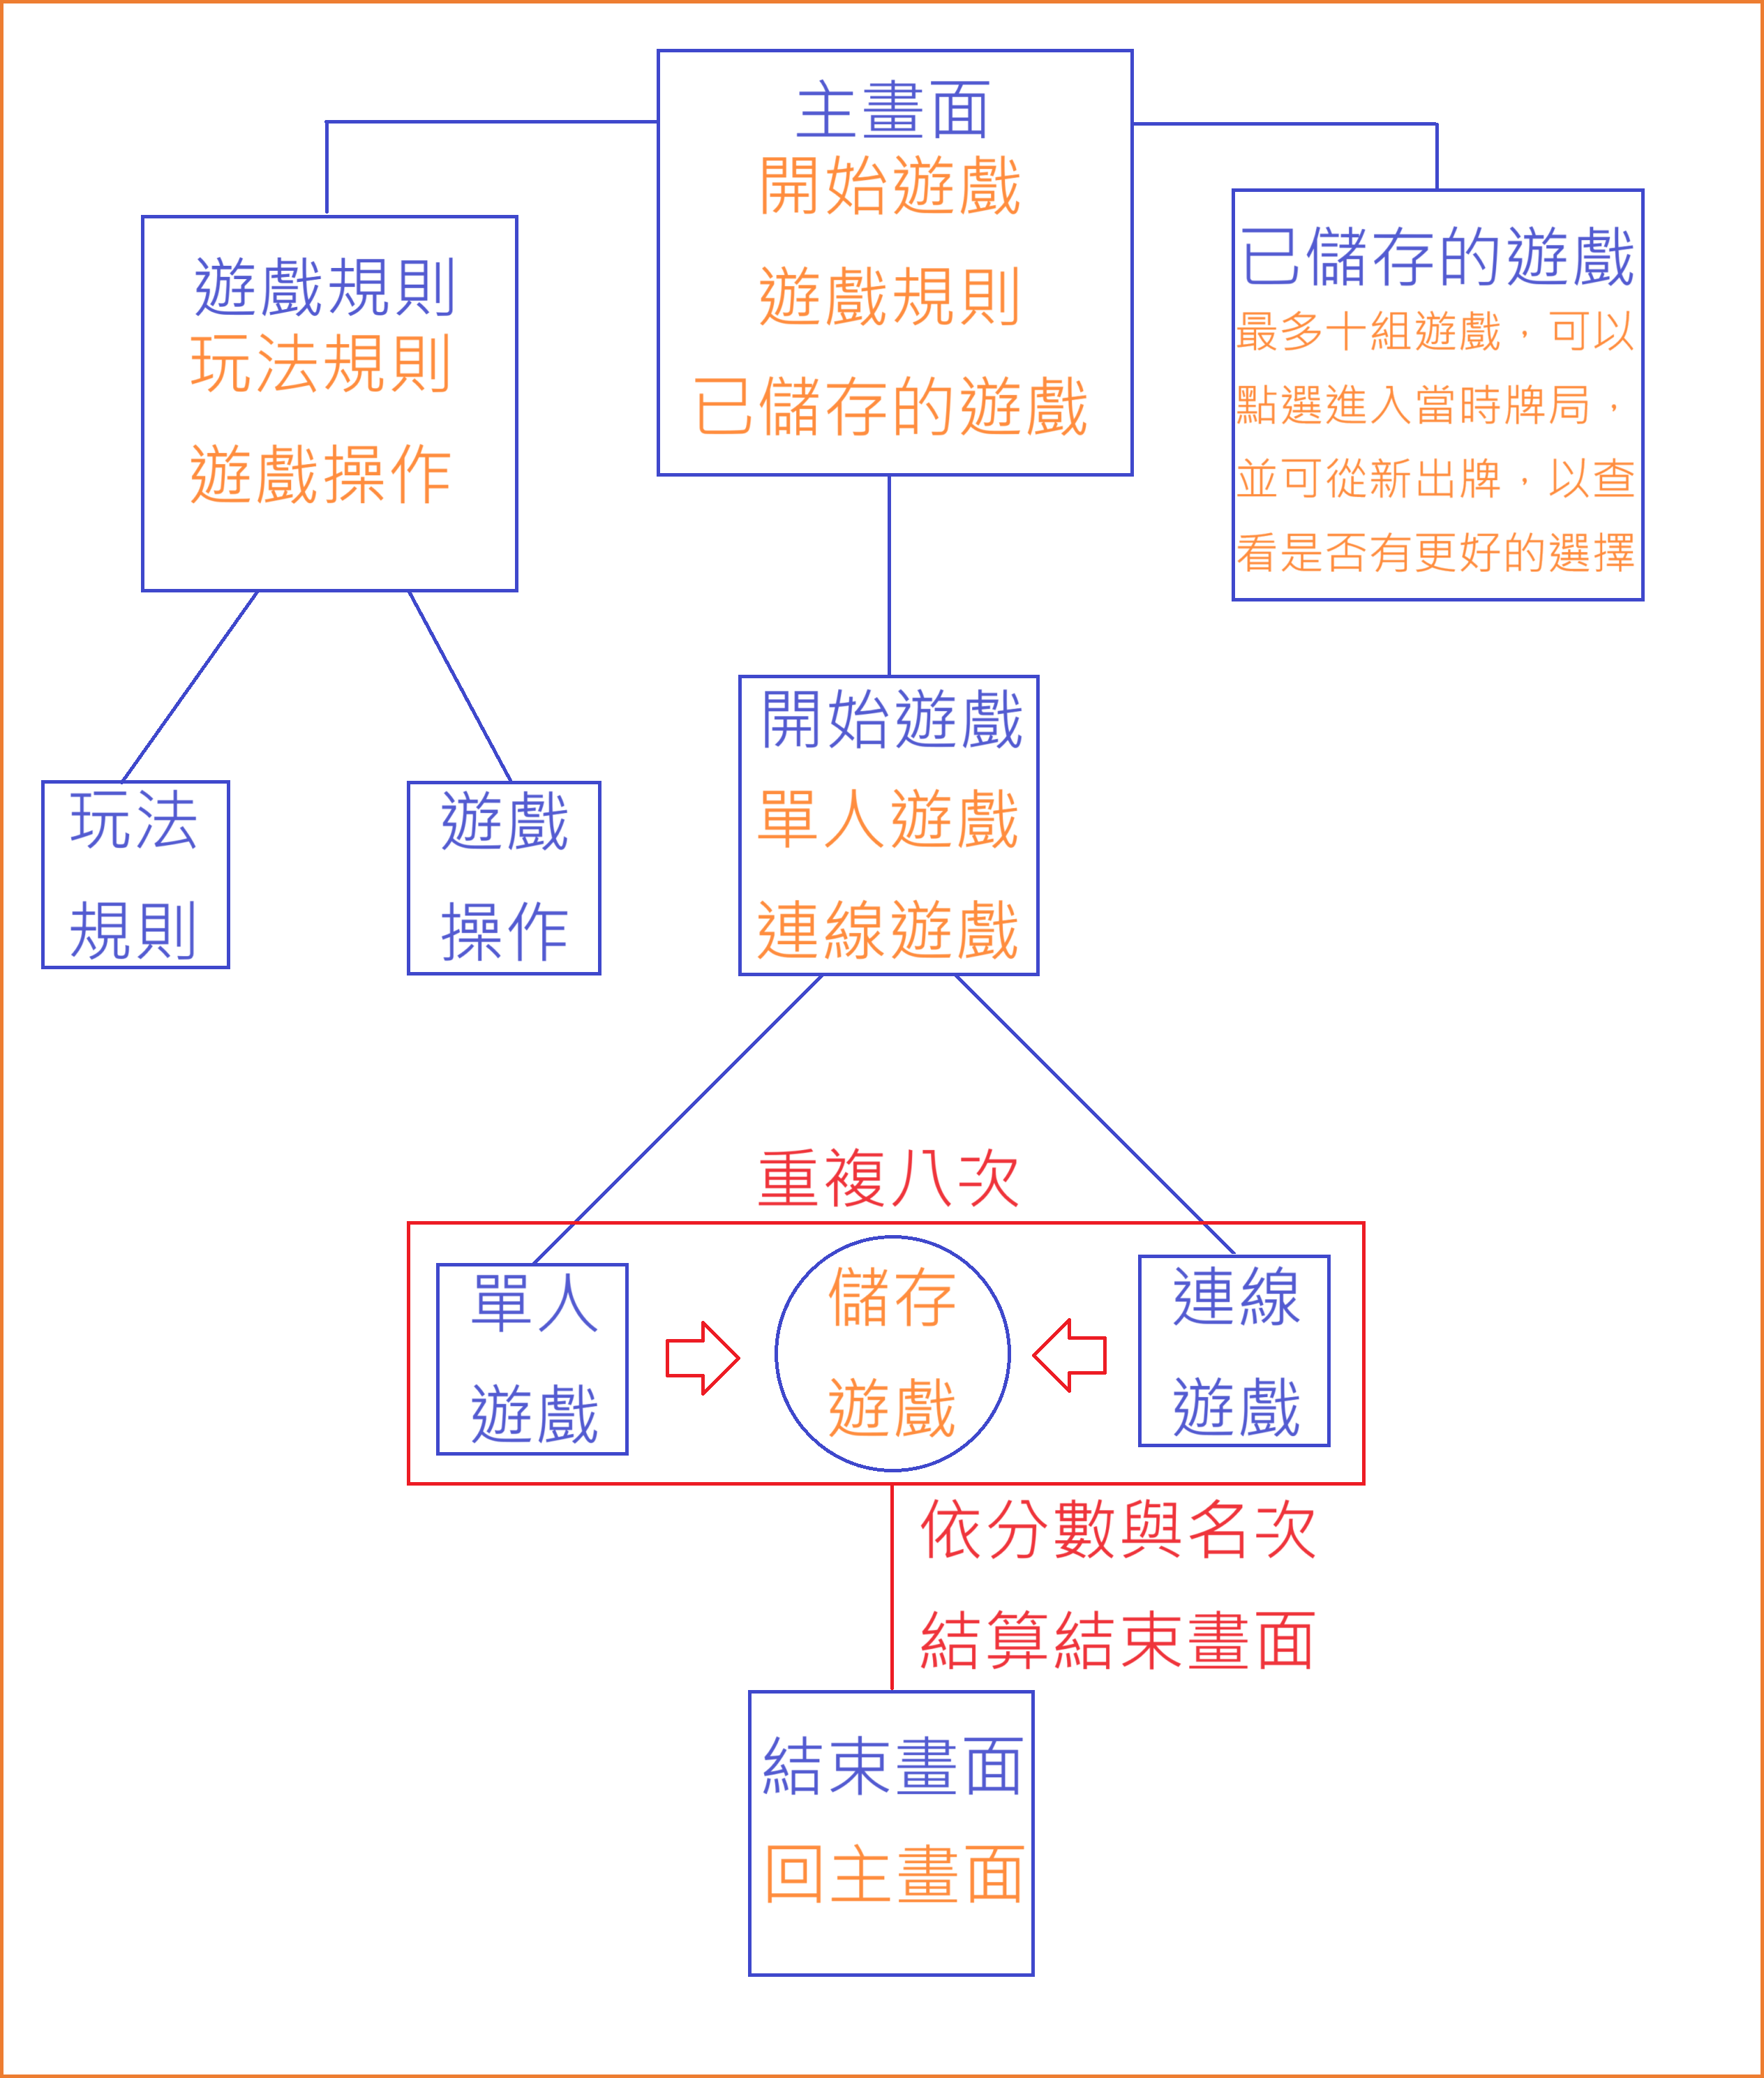 主畫面
開始遊戲
遊戲規則
已儲存的遊戲
遊戲規則
玩法規則
遊戲操作
已儲存的遊戲
最多十組遊戲，可以
點選進入當時牌局，
並可從新出牌，以查
看是否有更好的選擇
玩法
規則
遊戲
操作
開始遊戲
單人遊戲
連線遊戲
重複八次
單人
遊戲
儲存
遊戲
連線
遊戲
依分數與名次
結算結束畫面
結束畫面
回主畫面